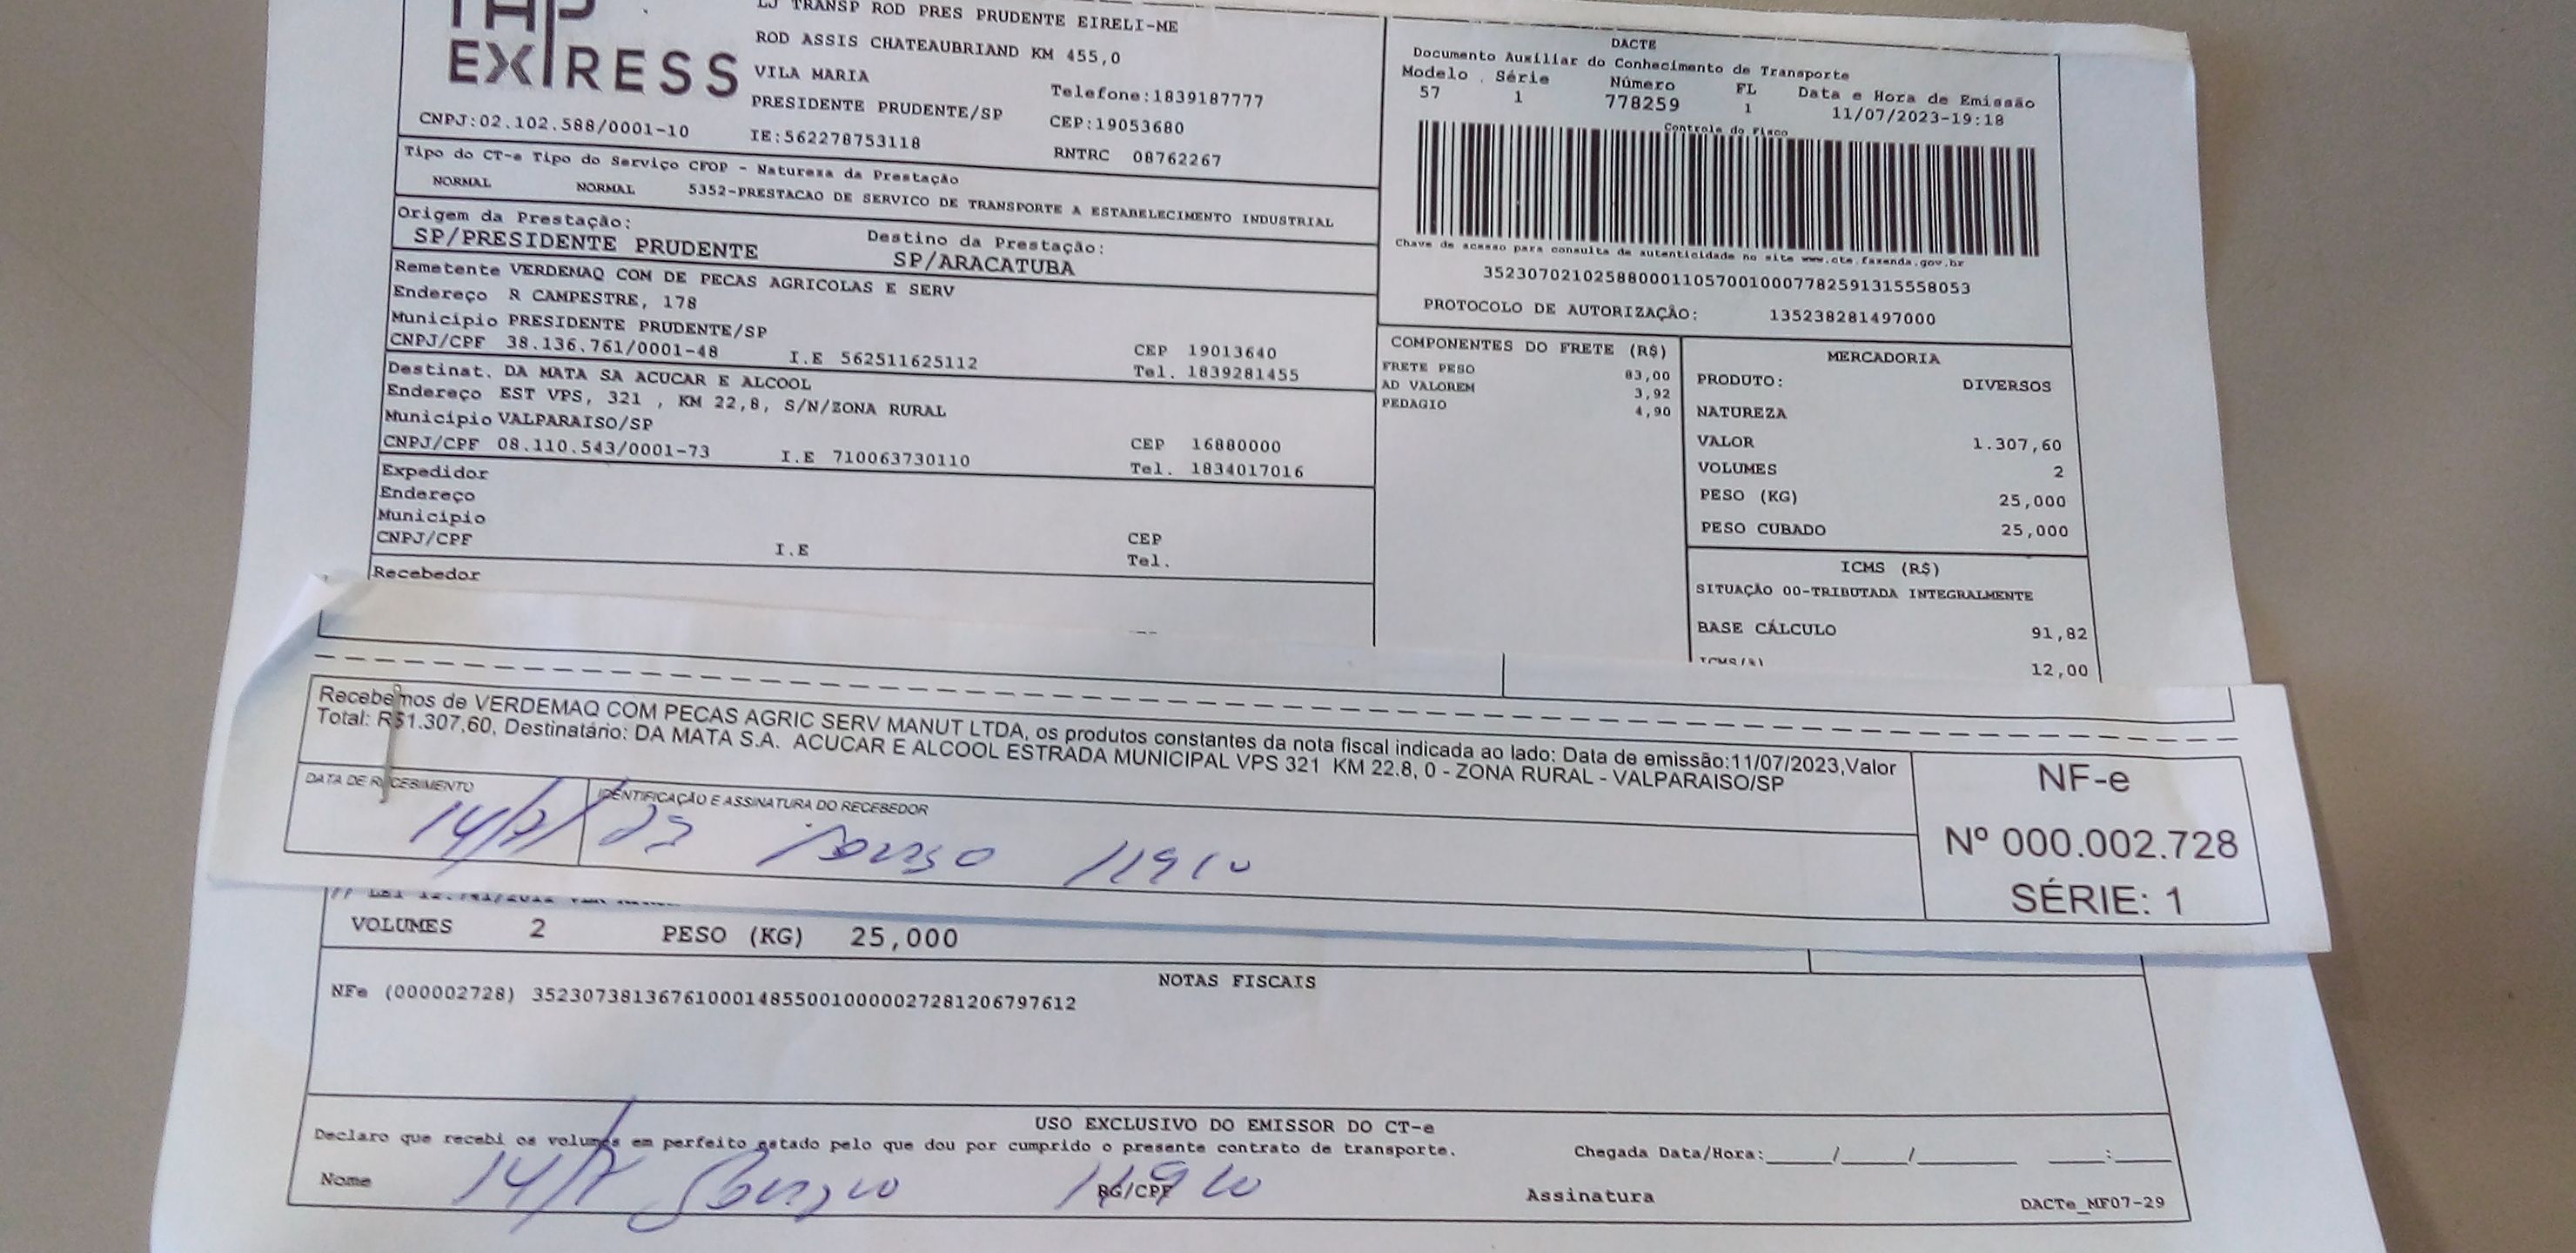 EXPRESS
LJ TRANSP ROD PRES PRUDENTE EIRELI-ME
ROD ASSIS CHATEAUBRIAND KM 455,0
VILA MARIA
Telefone:1839187777
PRESIDENTE PRUDENTE/SP
CEP:19053680
CNPJ:02.102.588/0001-10
IE:562278753118
RNTRC 08762267
DACTE
Documento Auxiliar do Conhecimento de Transporte
Modelo Série Número FL Data e Hora de Emissão
57 1 778259 1 11/07/2023-19:18
Controle do Fisco
Chave de acesso para consulta de autenticidade no site www.cte.fazenda.gov.br
35230702102588000110570010007782591315558053
PROTOCOLO DE AUTORIZAÇÃO: 135238281497000
Tipo do CT-e Tipo do Serviço CFOP - Natureza da Prestação
NORMAL NORMAL 5352-PRESTACAO DE SERVICO DE TRANSPORTE A ESTABELECIMENTO INDUSTRIAL
Origem da Prestação: Destino da Prestação:
SP/PRESIDENTE PRUDENTE SP/ARACATUBA
Remetente VERDEMAQ COM DE PECAS AGRICOLAS E SERV
Endereço R CAMPESTRE, 178
Município PRESIDENTE PRUDENTE/SP CEP 19013640
CNPJ/CPF 38.136.761/0001-48 I.E 562511625112 Tel. 1839281455
Destinat. DA MATA SA ACUCAR E ALCOOL
Endereço EST VPS, 321 , KM 22,8, S/N/ZONA RURAL
Município VALPARAISO/SP CEP 16880000
CNPJ/CPF 08.110.543/0001-73 I.E 710063730110 Tel. 1834017016
Expedidor
Endereço
Município CEP
CNPJ/CPF I.E Tel.
Recebedor
COMPONENTES DO FRETE (R$)
FRETE PESO 83,00
AD VALOREM 3,92
PEDAGIO 4,90
MERCADORIA
PRODUTO: DIVERSOS
NATUREZA
VALOR 1.307,60
VOLUMES 2
PESO (KG) 25,000
PESO CUBADO 25,000
ICMS (R$)
SITUAÇÃO 00-TRIBUTADA INTEGRALMENTE
BASE CÁLCULO 91,82
ICMS(%) 12,00
Recebemos de VERDEMAQ COM PECAS AGRIC SERV MANUT LTDA, os produtos constantes da nota fiscal indicada ao lado: Data de emissão:11/07/2023,Valor
Total: R$1.307,60, Destinatário: DA MATA S.A. ACUCAR E ALCOOL ESTRADA MUNICIPAL VPS 321 KM 22.8, 0 - ZONA RURAL - VALPARAISO/SP
DATA DE RECEBIMENTO IDENTIFICAÇÃO E ASSINATURA DO RECEBEDOR
14/7/23 11910
NF-e
Nº 000.002.728
SÉRIE: 1
VOLUMES 2 PESO (KG) 25,000
NOTAS FISCAIS
NFe (000002728) 35230738136761000148550010000027281206797612
USO EXCLUSIVO DO EMISSOR DO CT-e
Declaro que recebi os volumes em perfeito estado pelo que dou por cumprido o presente contrato de transporte.
Chegada Data/Hora:_____/_____/_______ ____:____
Nome 14/7 RG/CPF 11910 Assinatura
DACTe_MF07-29